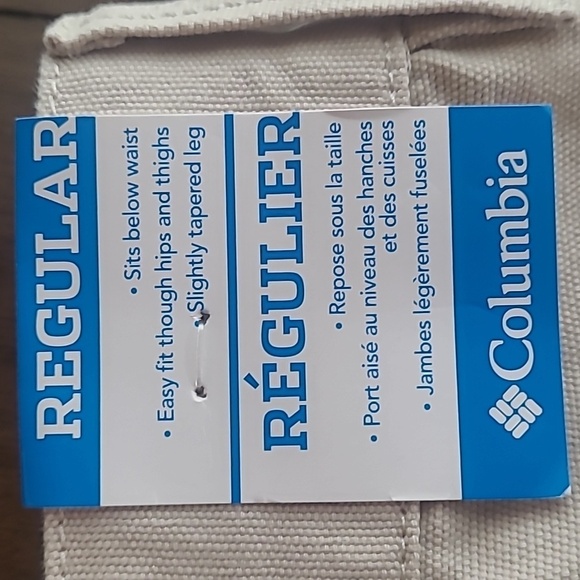 REGULAR
• Sits below waist
• Easy fit though hips and thighs
• Slightly tapered leg
RÉGULIER
• Repose sous la taille
• Port aisé au niveau des hanches
et des cuisses
• Jambes légèrement fuselées
Columbia